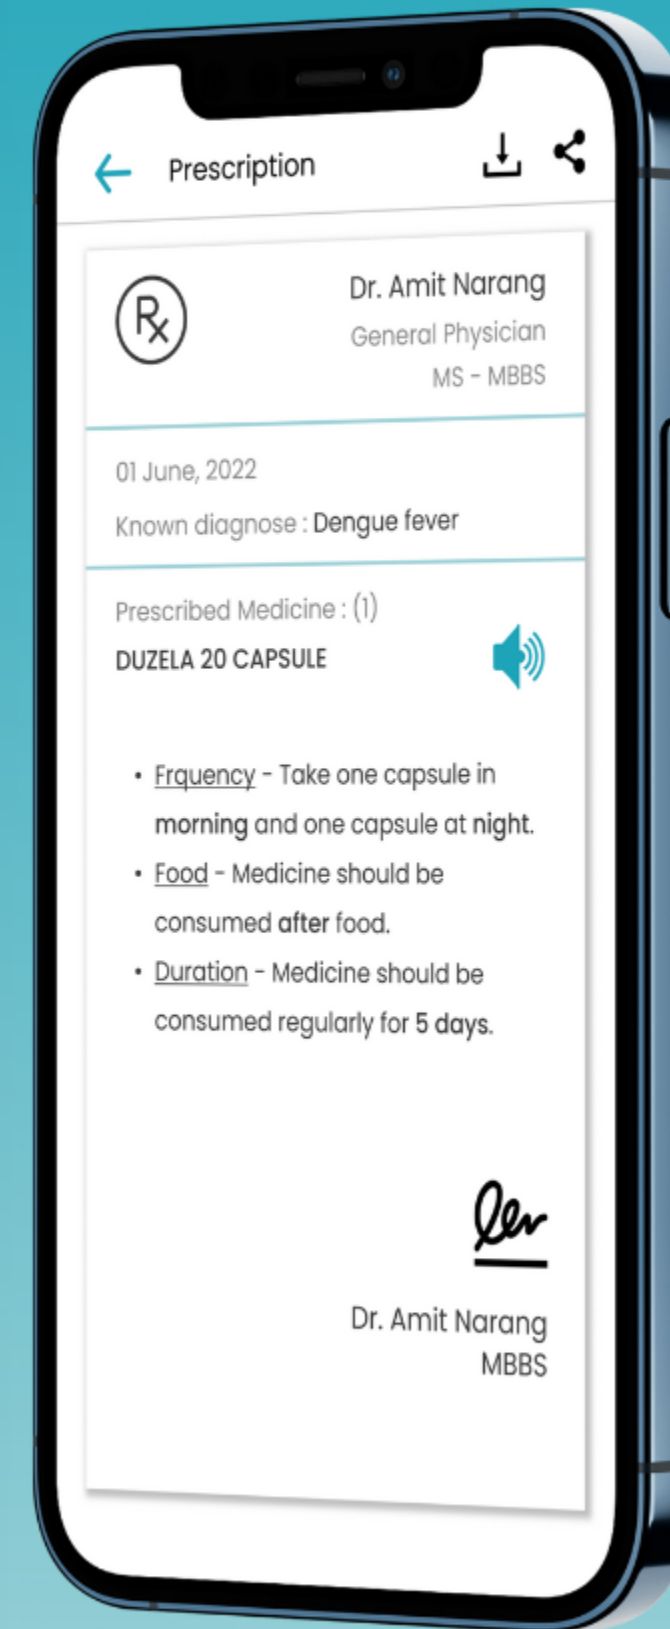 Prescription
Rx
Dr. Amit Narang
General Physician
MS - MBBS
01 June, 2022
Known diagnose : Dengue fever
Prescribed Medicine : (1)
DUZELA 20 CAPSULE
• Frquency - Take one capsule in
morning and one capsule at night.
• Food - Medicine should be
consumed after food.
• Duration - Medicine should be
consumed regularly for 5 days.
Dr. Amit Narang
MBBS